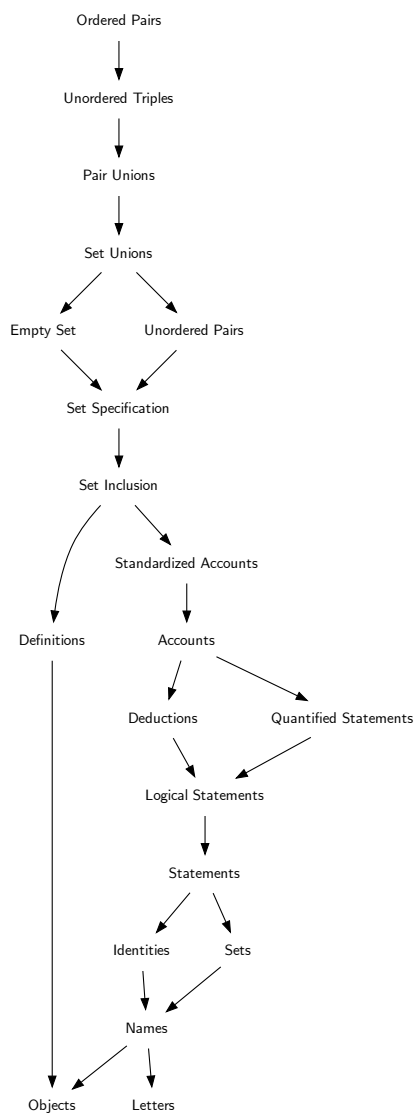 Ordered Pairs
Unordered Triples
Pair Unions
Set Unions
Empty Set
Unordered Pairs
Set Specification
Set Inclusion
Standardized Accounts
Definitions
Accounts
Deductions
Quantified Statements
Logical Statements
Statements
Identities
Sets
Names
Objects
Letters